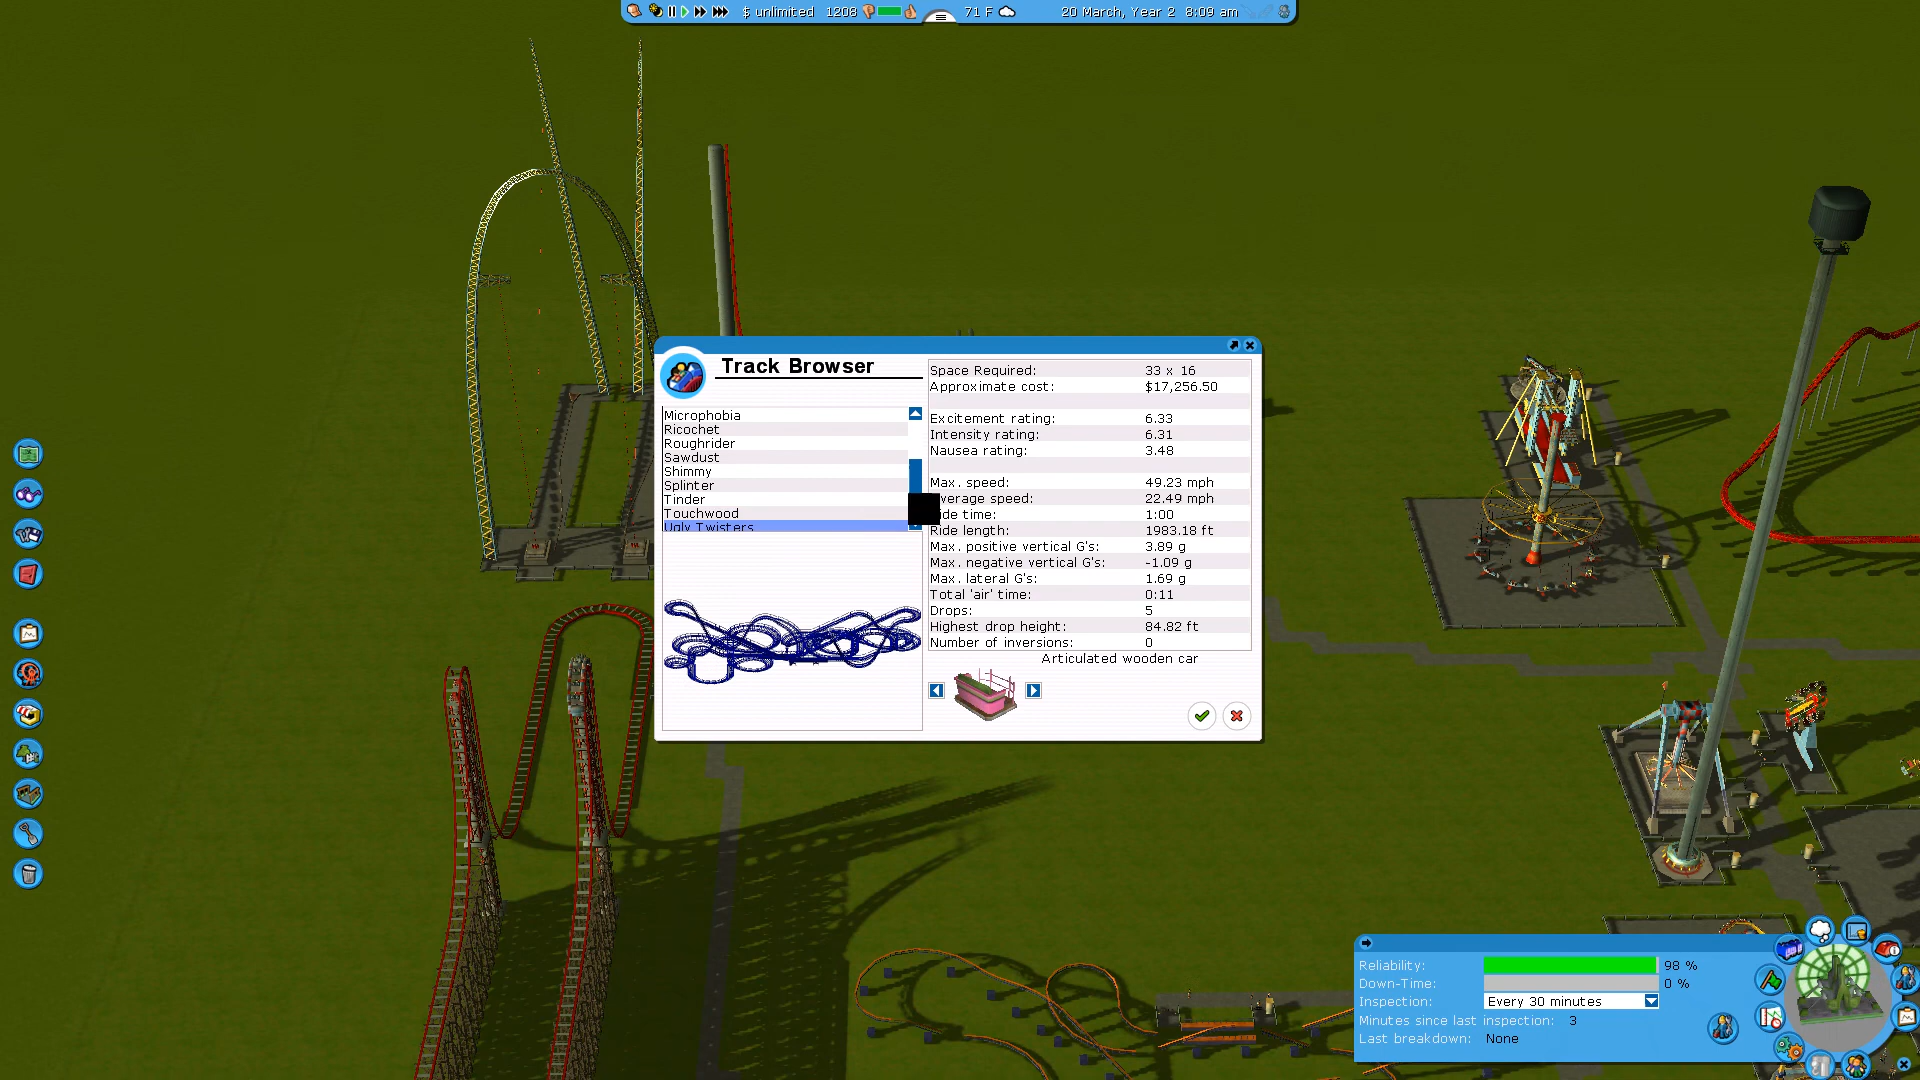 $ unlimited 1208 71 F 20 March, Year 2 8:09 am
Track Browser
Microphobia
Ricochet
Roughrider
Sawdust
Shimmy
Splinter
Tinder
Touchwood
Ugly Twisters
Space Required: 33 x 16
Approximate cost: $17,256.50
Excitement rating: 6.33
Intensity rating: 6.31
Nausea rating: 3.48
Max. speed: 49.23 mph
verage speed: 22.49 mph
ide time: 1:00
Ride length: 1983.18 ft
Max. positive vertical G's: 3.89 g
Max. negative vertical G's: -1.09 g
Max. lateral G's: 1.69 g
Total 'air' time: 0:11
Drops: 5
Highest drop height: 84.82 ft
Number of inversions: 0
Articulated wooden car
Reliability: 98 %
Down-Time: 0 %
Inspection: Every 30 minutes
Minutes since last inspection: 3
Last breakdown: None